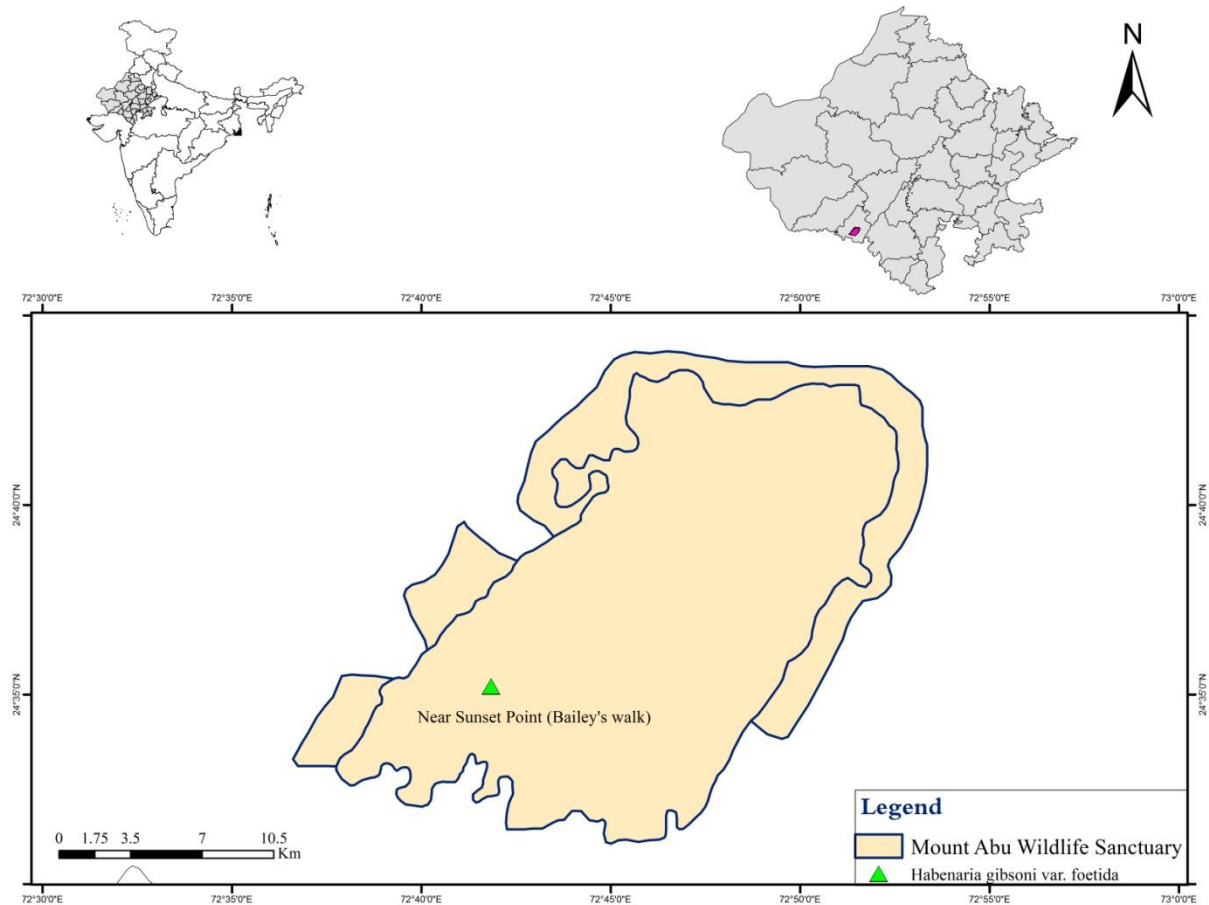 N
72°30'0"E 72°35'0"E 72°40'0"E 72°45'0"E 72°50'0"E 72°55'0"E 73°0'0"E
24°40'0"N 24°40'0"N
24°35'0"N 24°35'0"N
Near Sunset Point (Bailey's walk)
Legend
Mount Abu Wildlife Sanctuary
Habenaria gibsoni var. foetida
0 1.75 3.5 7 10.5
Km
72°30'0"E 72°35'0"E 72°40'0"E 72°45'0"E 72°50'0"E 72°55'0"E 73°0'0"E